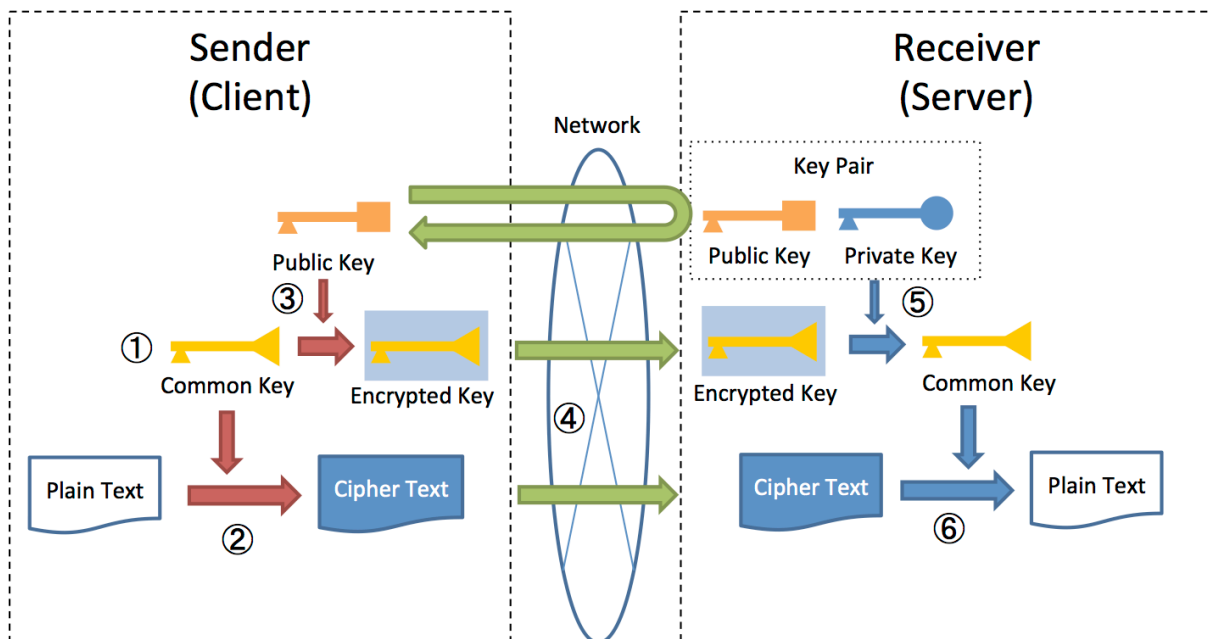 Sender
(Client)
Receiver
(Server)
Network
Key Pair
Public Key
Private Key
Public Key
③
⑤
①
Common Key
Encrypted Key
Encrypted Key
Common Key
④
Plain Text
Cipher Text
Cipher Text
Plain Text
②
⑥